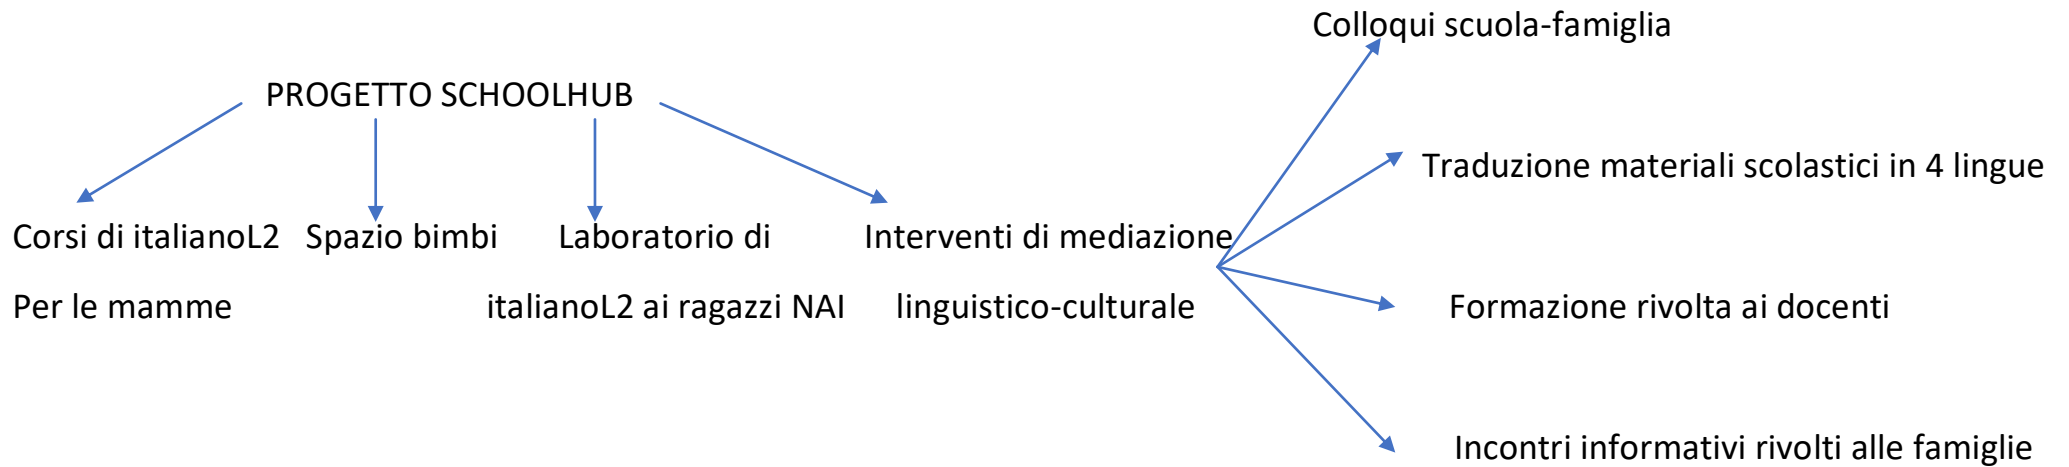 Colloqui scuola-famiglia
PROGETTO SCHOOLHUB
Traduzione materiali scolastici in 4 lingue
Corsi di italianoL2
Per le mamme
Spazio bimbi
Laboratorio di
italianoL2 ai ragazzi NAI
Interventi di mediazione
linguistico-culturale
Formazione rivolta ai docenti
Incontri informativi rivolti alle famiglie